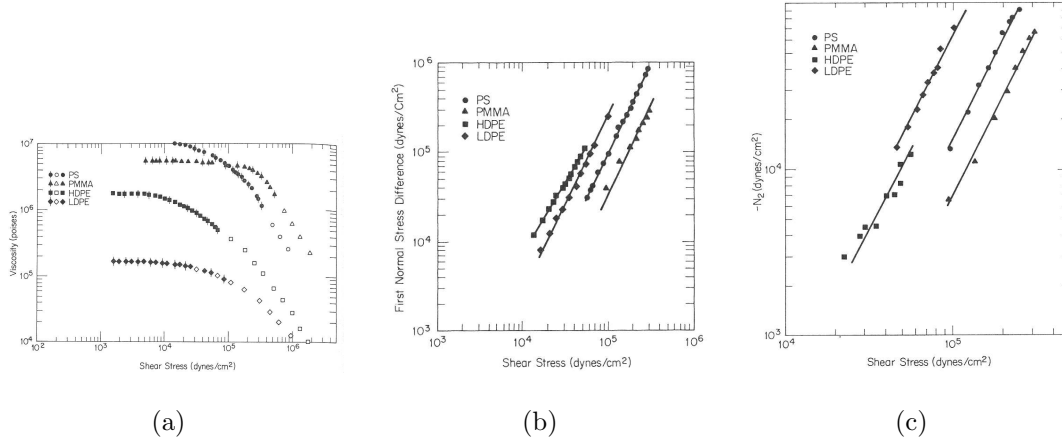 10⁷
10⁶
10⁵
10⁴
Viscosity (poises)
PS
PMMA
HDPE
LDPE
10² 10³ 10⁴ 10⁵ 10⁶
Shear Stress (dynes/cm²)
(a)
10⁶
10⁵
10⁴
10³
First Normal Stress Difference (dynes/Cm²)
PS
PMMA
HDPE
LDPE
10³ 10⁴ 10⁵ 10⁶
Shear Stress (dynes/cm²)
(b)
10⁴
10³
-N₂ (dynes/cm²)
PS
PMMA
HDPE
LDPE
10⁴ 10⁵
Shear Stress (dynes/cm²)
(c)